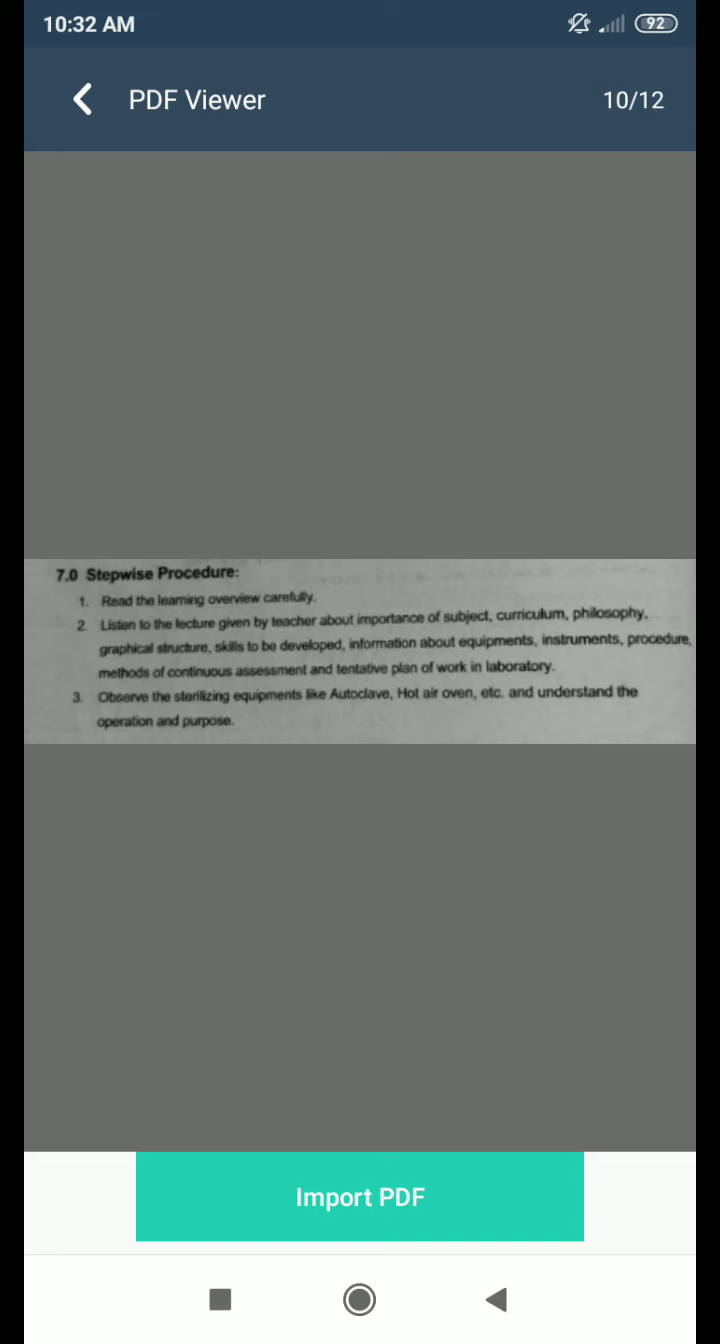 10:32 AM
92
PDF Viewer
10/12
7.0 Stepwise Procedure:
1. Read the learning overview carefully.
2. Listen to the lecture given by teacher about importance of subject, curriculum, philosophy,
graphical structure, skills to be developed, information about equipments, instruments, procedure,
methods of continuous assessment and tentative plan of work in laboratory.
3. Observe the sterilizing equipments like Autoclave, Hot air oven, etc. and understand the
operation and purpose.
Import PDF